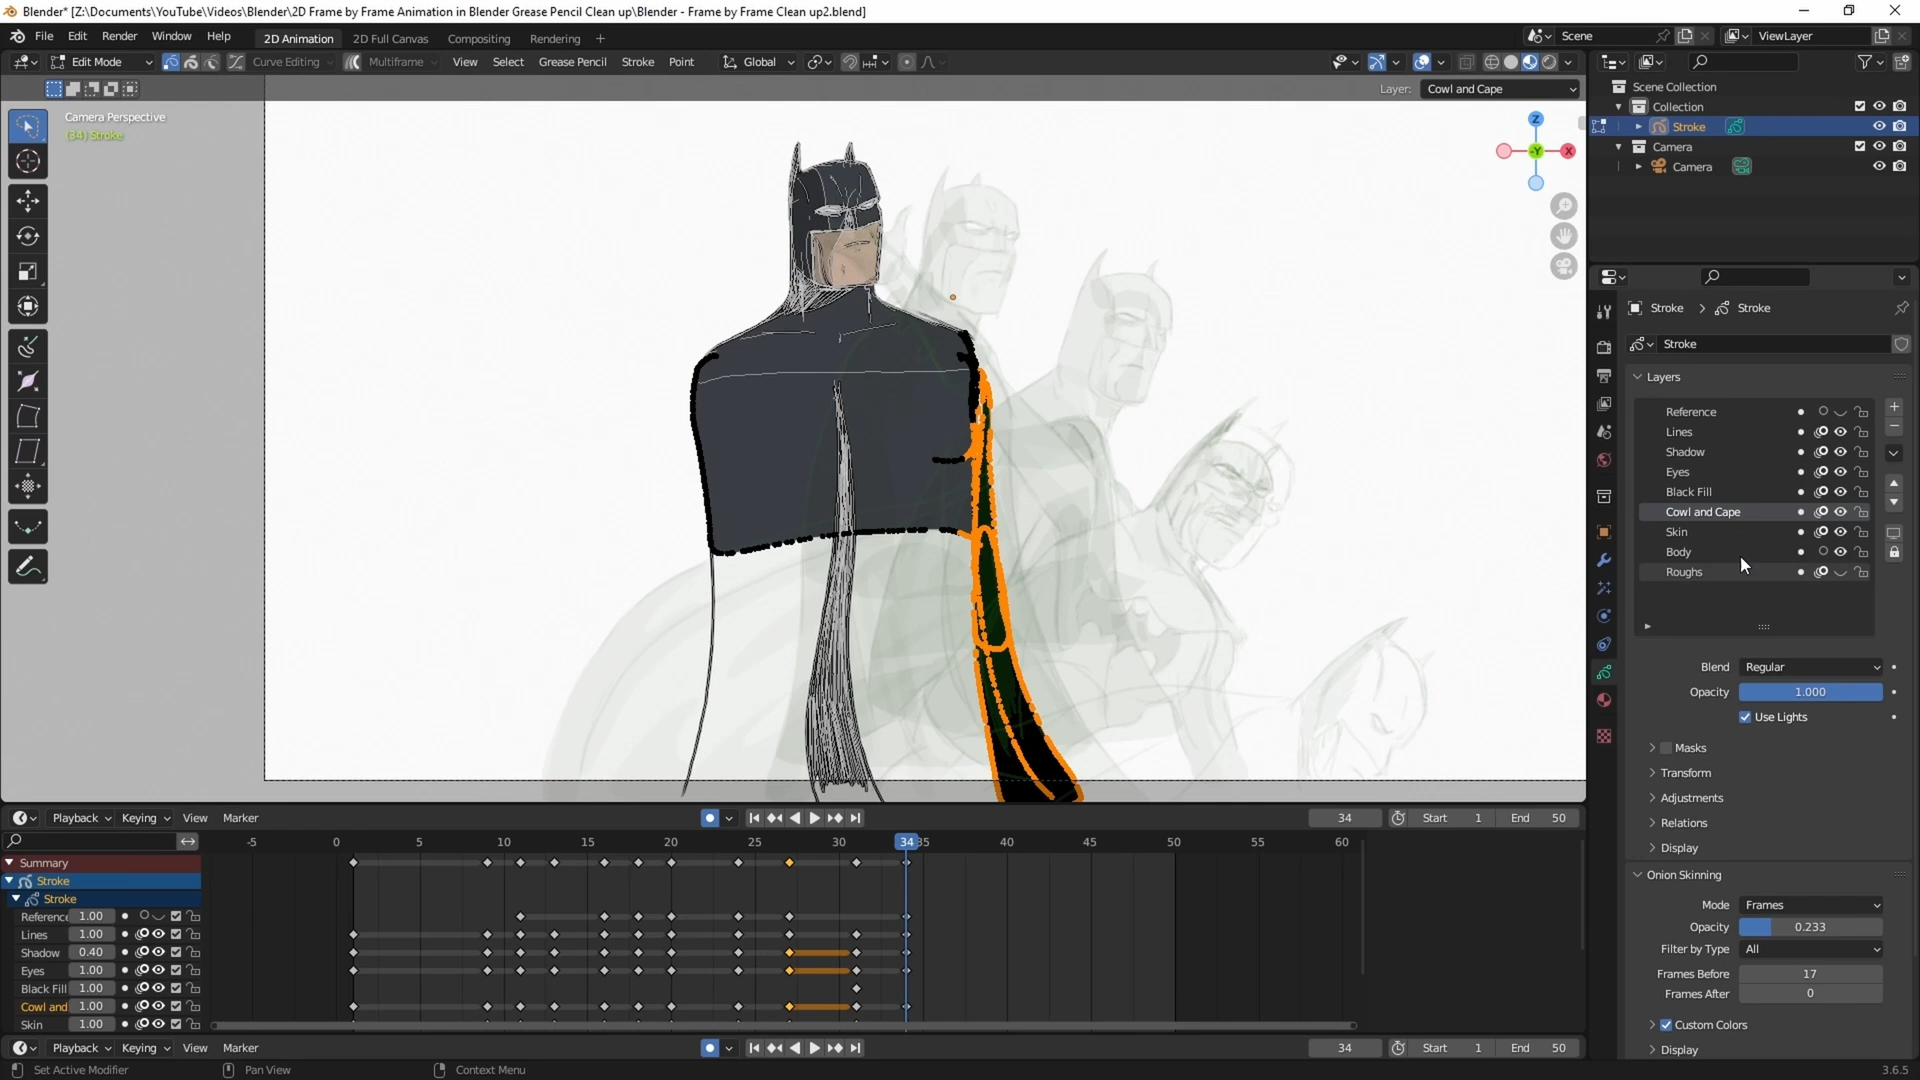 Blender* [Z:\Documents\YouTube\Videos\Blender\2D Frame by Frame Animation in Blender Grease Pencil Clean up\Blender - Frame by Frame Clean up2.blend]
File Edit Render Window Help 2D Animation 2D Full Canvas Compositing Rendering + Scene ViewLayer
Edit Mode Curve Editing Multiframe View Select Grease Pencil Stroke Point Global
Layer: Cowl and Cape
Camera Perspective
(34) Stroke
Z
-Y
X
Scene Collection
Collection
Stroke
Camera
Camera
Stroke > Stroke
Stroke
Layers
Reference
Lines
Shadow
Eyes
Black Fill
Cowl and Cape
Skin
Body
Roughs
Blend Regular
Opacity 1.000
Use Lights
Masks
Transform
Adjustments
Relations
Display
Onion Skinning
Mode Frames
Opacity 0.233
Filter by Type All
Frames Before 17
Frames After 0
Custom Colors
Display
Playback Keying View Marker 34 Start 1 End 50
-5 0 5 10 15 20 25 30 34 35 40 45 50 55 60
Summary
Stroke
Stroke
Reference 1.00
Lines 1.00
Shadow 0.40
Eyes 1.00
Black Fill 1.00
Cowl and 1.00
Skin 1.00
Playback Keying View Marker 34 Start 1 End 50
Set Active Modifier Pan View Context Menu 3.6.5